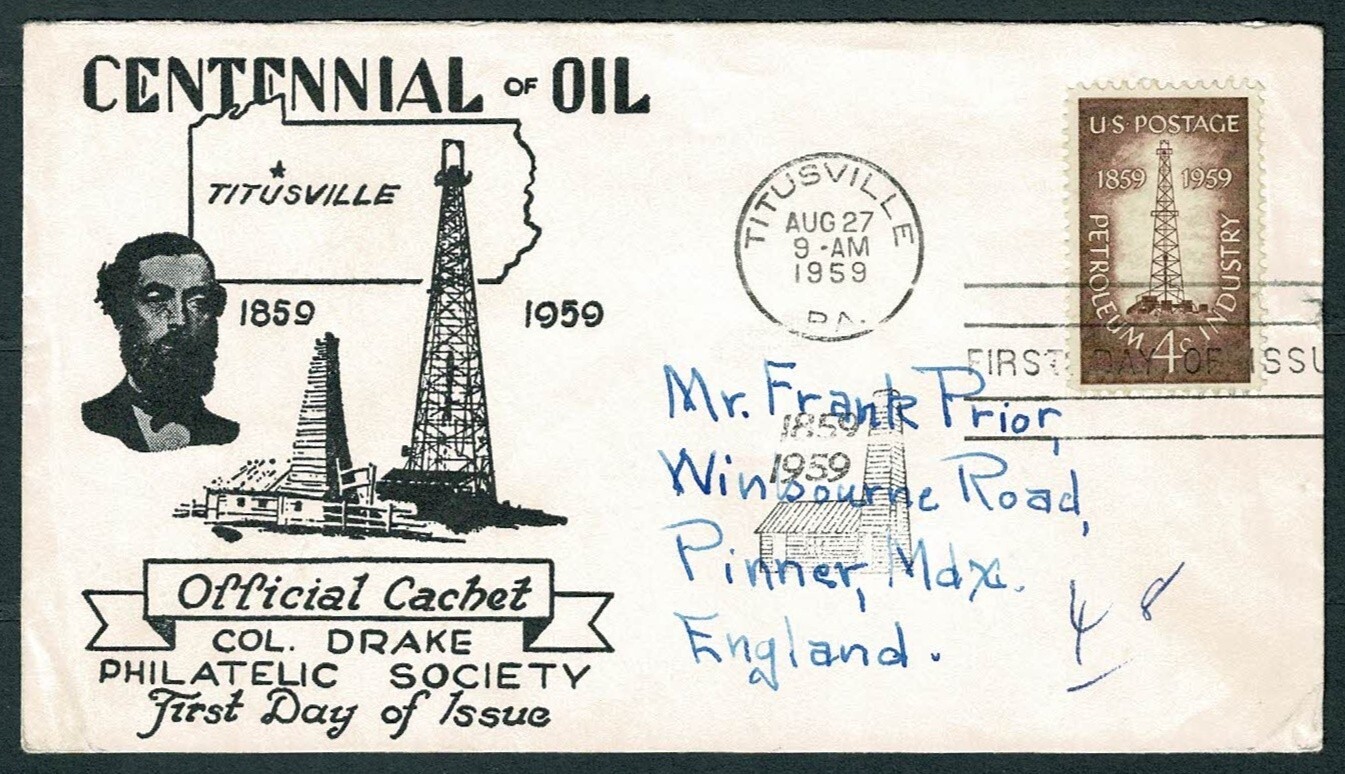 CENTENNIAL OF OIL
TITUSVILLE
1859
1959
Official Cachet
COL. DRAKE
PHILATELIC SOCIETY
First Day of Issue
TITUSVILLE
AUG 27
9-AM
1959
PA.
U.S. POSTAGE
1859 1959
PETROLEUM INDUSTRY
4c
FIRST DAY OF ISSU
1859
1959
Mr. Frank Prior,
Winbourne Road,
Pinner, Mdx.
England.